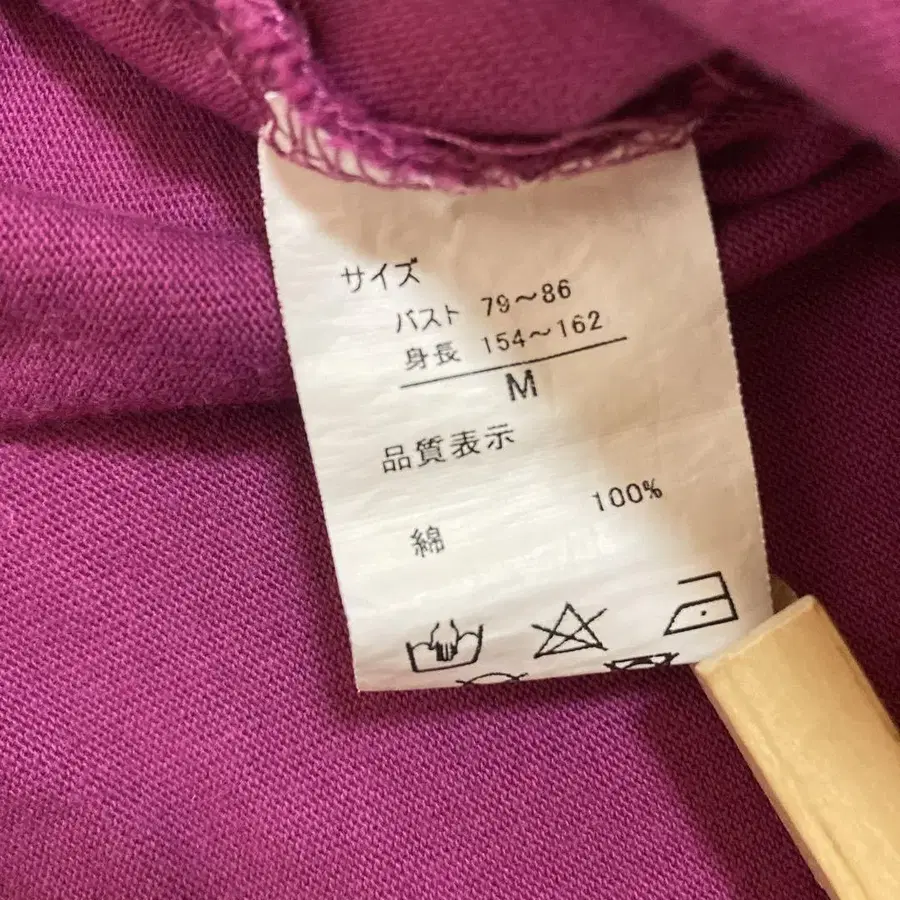 サイズ
バスト 79〜86
身長 154〜162
M
品質表示
綿 100%